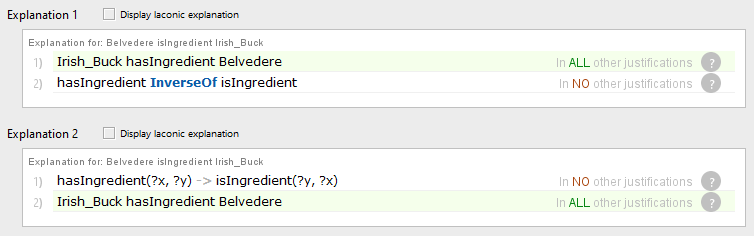 Explanation 1 Display laconic explanation
Explanation for: Belvedere isIngredient Irish_Buck
1) Irish_Buck hasIngredient Belvedere In ALL other justifications ?
2) hasIngredient InverseOf isIngredient In NO other justifications ?
Explanation 2 Display laconic explanation
Explanation for: Belvedere isIngredient Irish_Buck
1) hasIngredient(?x, ?y) -> isIngredient(?y, ?x) In NO other justifications ?
2) Irish_Buck hasIngredient Belvedere In ALL other justifications ?